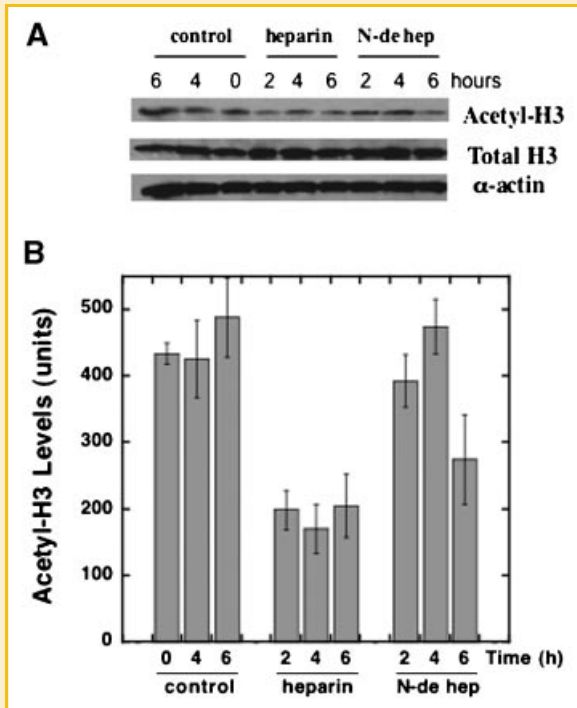 A
control heparin N-de hep
6 4 0 2 4 6 2 4 6 hours
Acetyl-H3
Total H3
α-actin
B
Acetyl-H3 Levels (units)
500
400
300
200
100
0
0 4 6 2 4 6 2 4 6 Time (h)
control heparin N-de hep